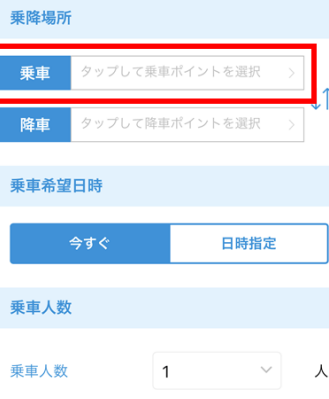 乗降場所
乗車 タップして乗車ポイントを選択
降車 タップして降車ポイントを選択
乗車希望日時
今すぐ 日時指定
乗車人数
乗車人数 1 人